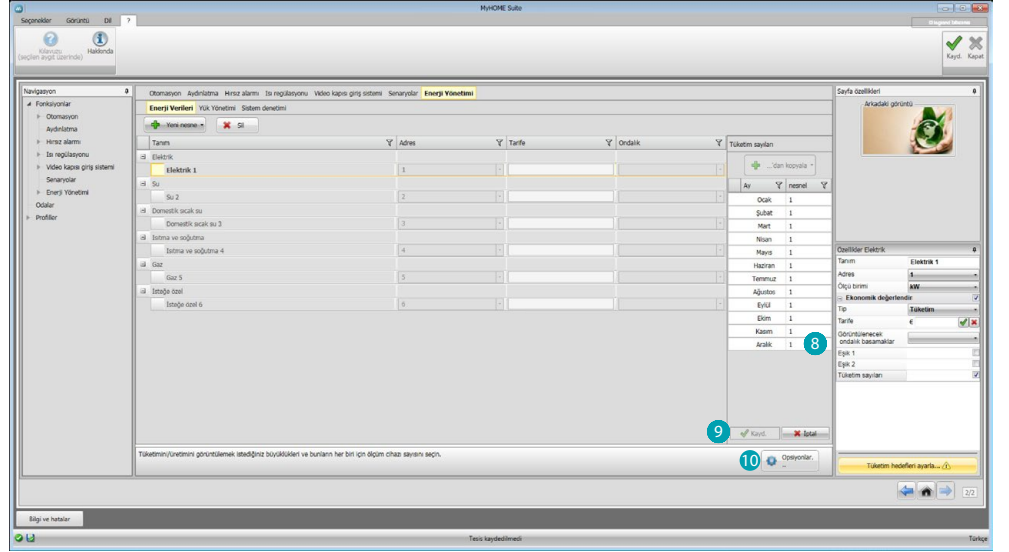 MyHOME Suite
Seçenekler Görüntü Dil ?
Kılavuzu
(seçilen aygıt üzerinde)
Hakkında
Kayd. Kapat
Navigasyon
Fonksiyonlar
Otomasyon
Aydınlatma
Hırsız alarmı
Isı regülasyonu
Video kapısı giriş sistemi
Senaryolar
Enerji Yönetimi
Odalar
Profiller
Otomasyon Aydınlatma Hırsız alarmı Isı regülasyonu Video kapısı giriş sistemi Senaryolar Enerji Yönetimi
Enerji Verileri Yük Yönetimi Sistem denetimi
Yeni nesne Sil
Tanım Adres Tarife Ondalık
Elektrik
Elektrik 1 1
Su
Su 2 2
Domestik sıcak su
Domestik sıcak su 3 3
Isıtma ve soğutma
Isıtma ve soğutma 4 4
Gaz
Gaz 5 5
İstağa özel
İstağe özel 6 6
Tüketim sayıları
...'dan kopyala
Ay nesnel
Ocak 1
Şubat 1
Mart 1
Nisan 1
Mayıs 1
Haziran 1
Temmuz 1
Ağustos 1
Eylül 1
Ekim 1
Kasım 1
Aralık 1
8
9 Kayd. İptal
Tüketimin/üretimini görüntülemek istediğiniz büyüklükleri ve bunların her biri için ölçüm cihazı sayısını seçin.
10 Opsiyonlar.
..
Sayfa özellikleri
Arkadaki görüntü
Özellikler Elektrik
Tanım Elektrik 1
Adres 1
Ölçü birimi kW
Ekonomik değerlendir
Tip Tüketim
Tarife €
Görüntülenecek
ondalık basamaklar
Eşik 1
Eşik 2
Tüketim sayıları
Tüketim hedefleri ayarla...
2/2
Bilgi ve hatalar
Tesis kaydedilmedi Türkçe